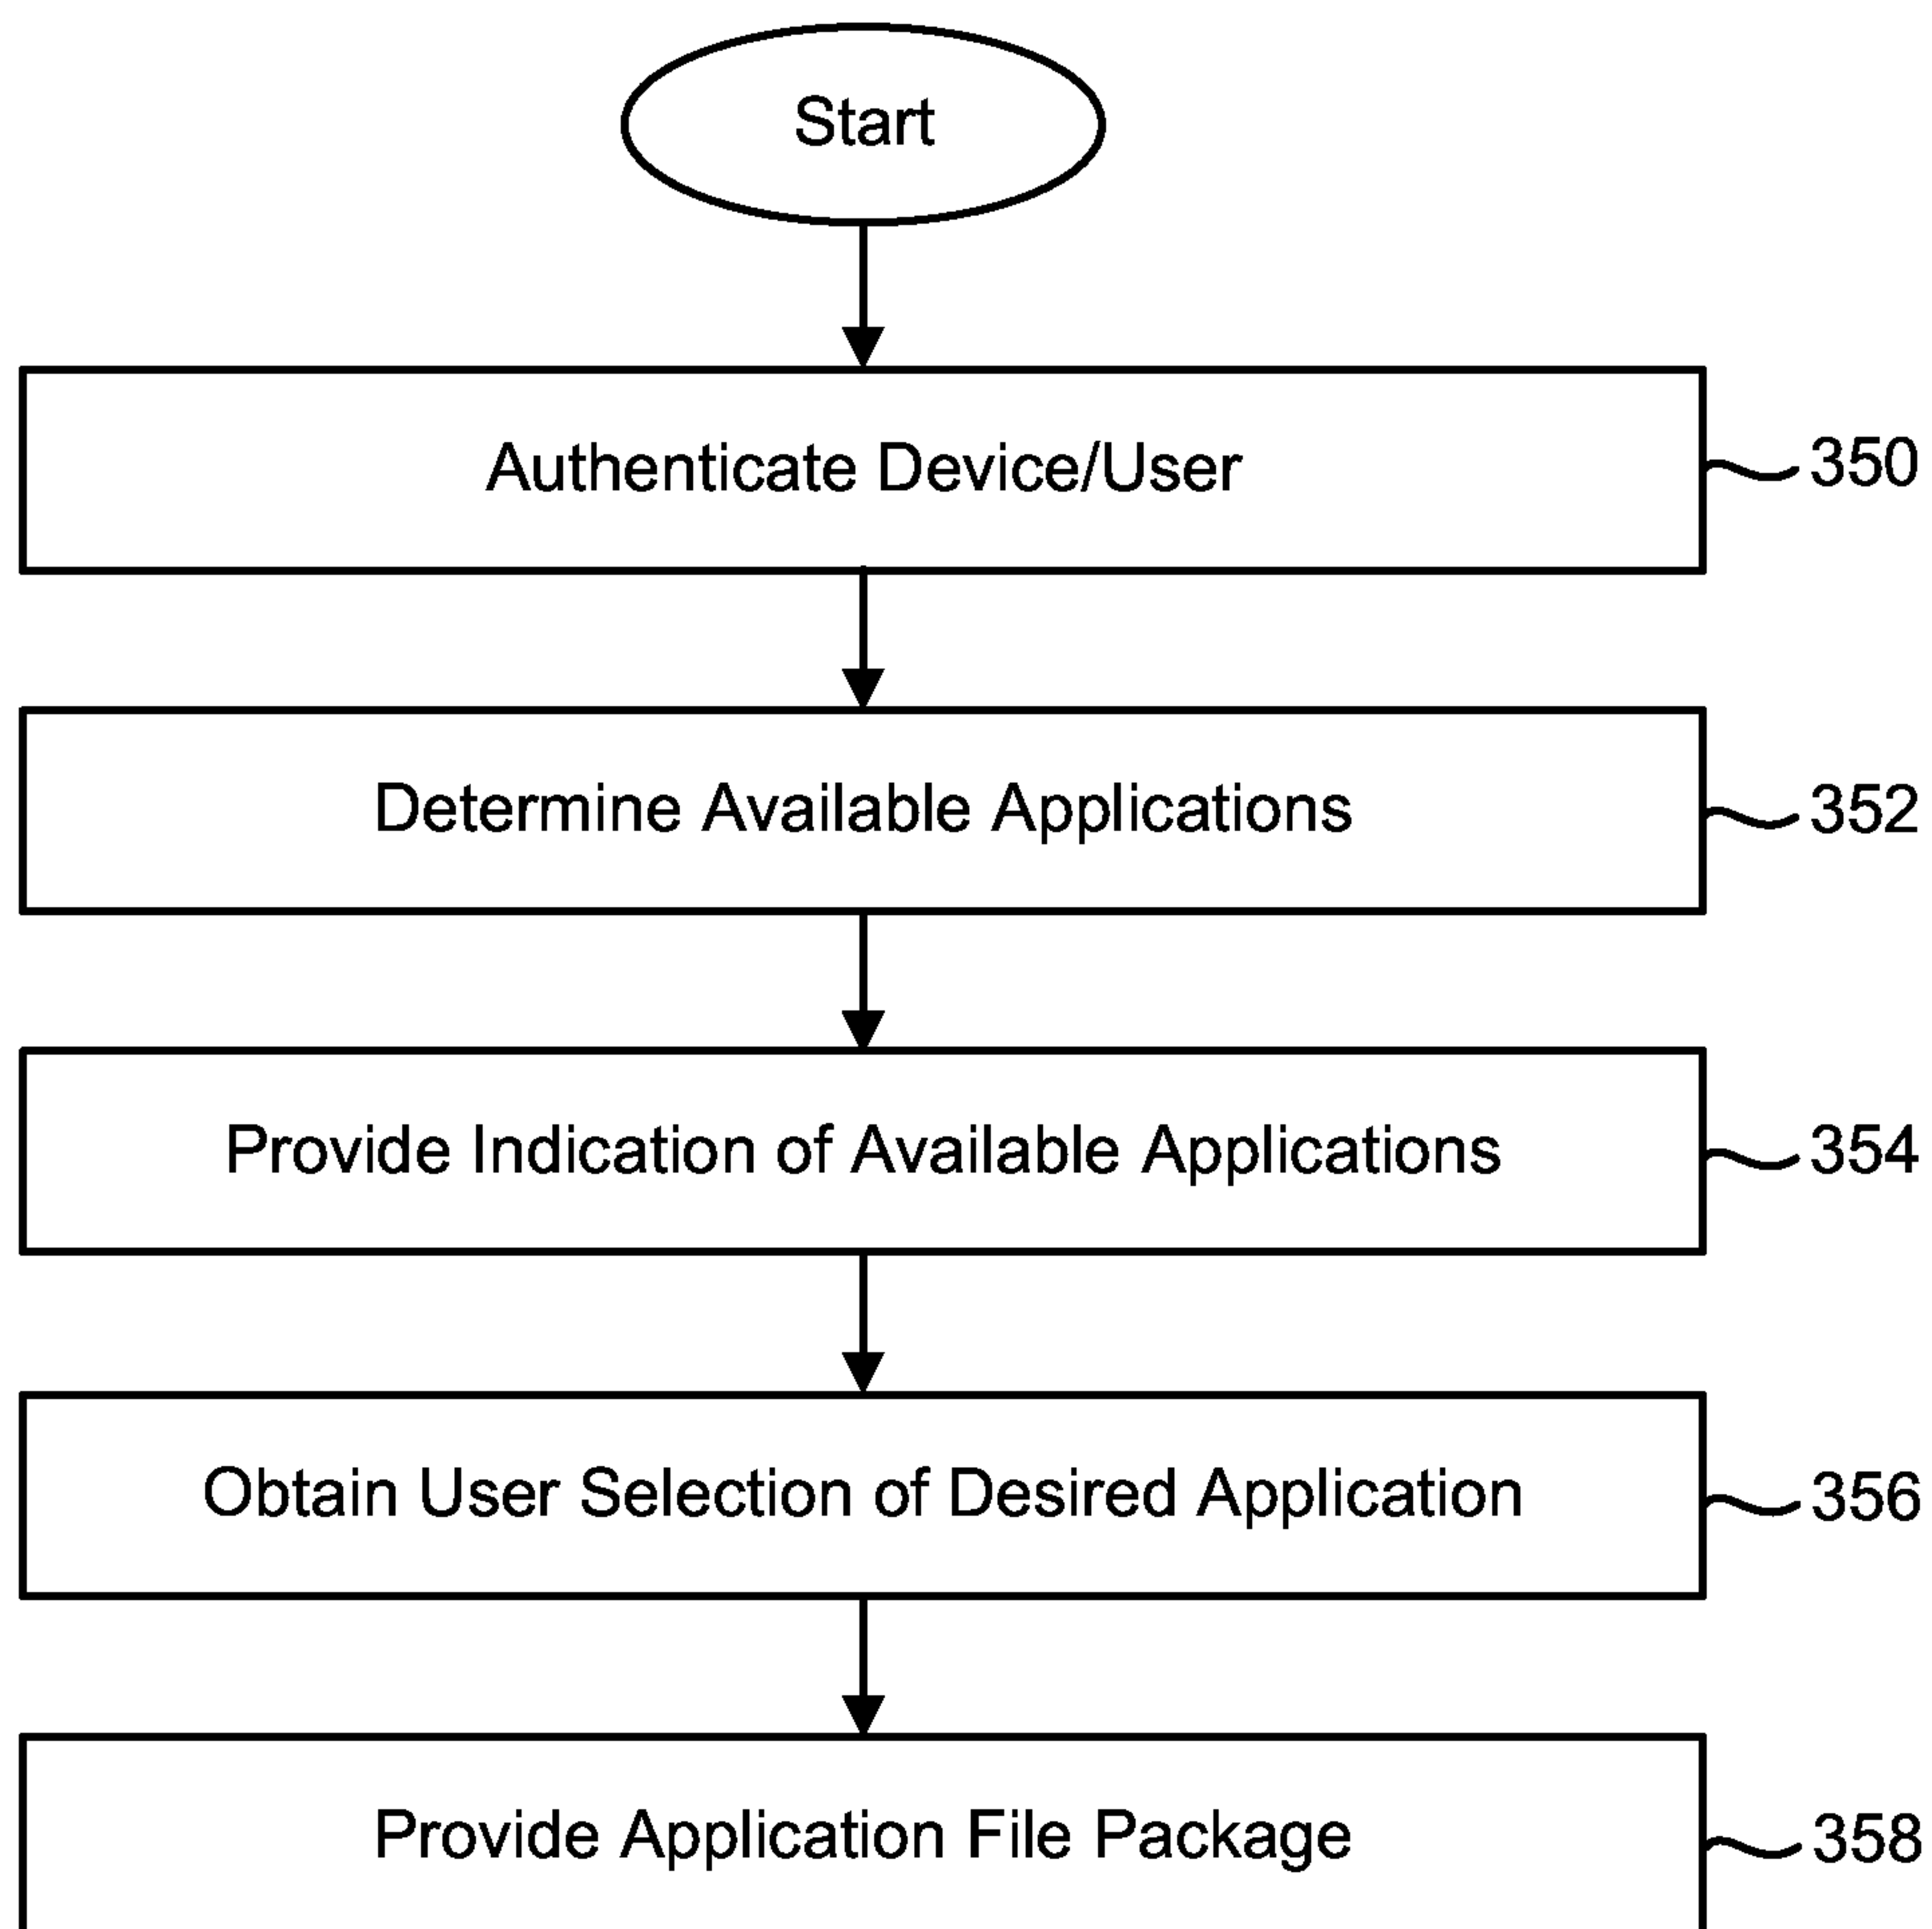 Start
Authenticate Device/User
350
Determine Available Applications
352
Provide Indication of Available Applications
354
Obtain User Selection of Desired Application
356
Provide Application File Package
358